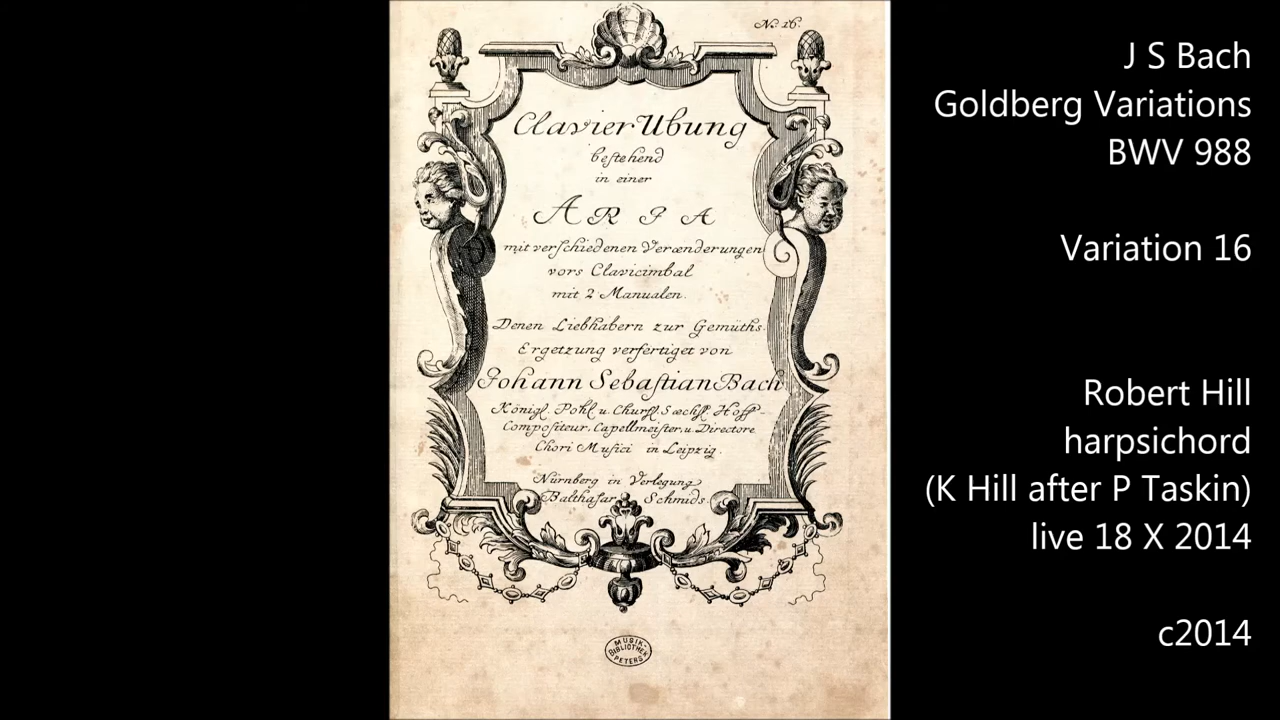 No. 16.
Clavier Ubung
bestehend
in einer
ARIA
mit verschiedenen Verænderungen
vors Clavicimbal
mit 2 Manualen.
Denen Liebhabern zur Gemüths-
Ergetzung verfertiget von
Johann Sebastian Bach
Königl. Pohl. u. Churfl. Sæchs. Hoff-
Compositeur, Capellmeister, u. Directore
Chori Musici in Leipzig.
Nürnberg in Verlegung
Balthasar Schmids.
MUSIK-
BIBLIOTHEK
PETERS
J S Bach
Goldberg Variations
BWV 988
Variation 16
Robert Hill
harpsichord
(K Hill after P Taskin)
live 18 X 2014
c2014